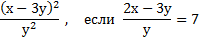 (x − 3y)²/y² ,  если  (2x − 3y)/y = 7